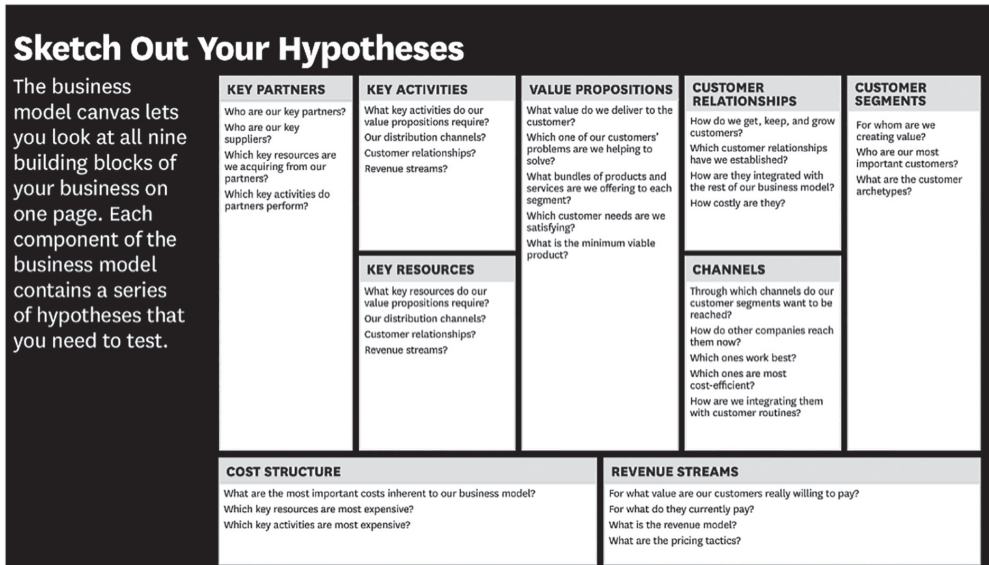 Sketch Out Your Hypotheses
The business
model canvas lets
you look at all nine
building blocks of
your business on
one page. Each
component of the
business model
contains a series
of hypotheses that
you need to test.
KEY PARTNERS
Who are our key partners?
Who are our key
suppliers?
Which key resources are
we acquiring from our
partners?
Which key activities do
partners perform?
KEY ACTIVITIES
What key activities do our
value propositions require?
Our distribution channels?
Customer relationships?
Revenue streams?
KEY RESOURCES
What key resources do our
value propositions require?
Our distribution channels?
Customer relationships?
Revenue streams?
VALUE PROPOSITIONS
What value do we deliver to the
customer?
Which one of our customers'
problems are we helping to
solve?
What bundles of products and
services are we offering to each
segment?
Which customer needs are we
satisfying?
What is the minimum viable
product?
CUSTOMER
RELATIONSHIPS
How do we get, keep, and grow
customers?
Which customer relationships
have we established?
How are they integrated with
the rest of our business model?
How costly are they?
CHANNELS
Through which channels do our
customer segments want to be
reached?
How do other companies reach
them now?
Which ones work best?
Which ones are most
cost-efficient?
How are we integrating them
with customer routines?
CUSTOMER
SEGMENTS
For whom are we
creating value?
Who are our most
important customers?
What are the customer
archetypes?
COST STRUCTURE
What are the most important costs inherent to our business model?
Which key resources are most expensive?
Which key activities are most expensive?
REVENUE STREAMS
For what value are our customers really willing to pay?
For what do they currently pay?
What is the revenue model?
What are the pricing tactics?